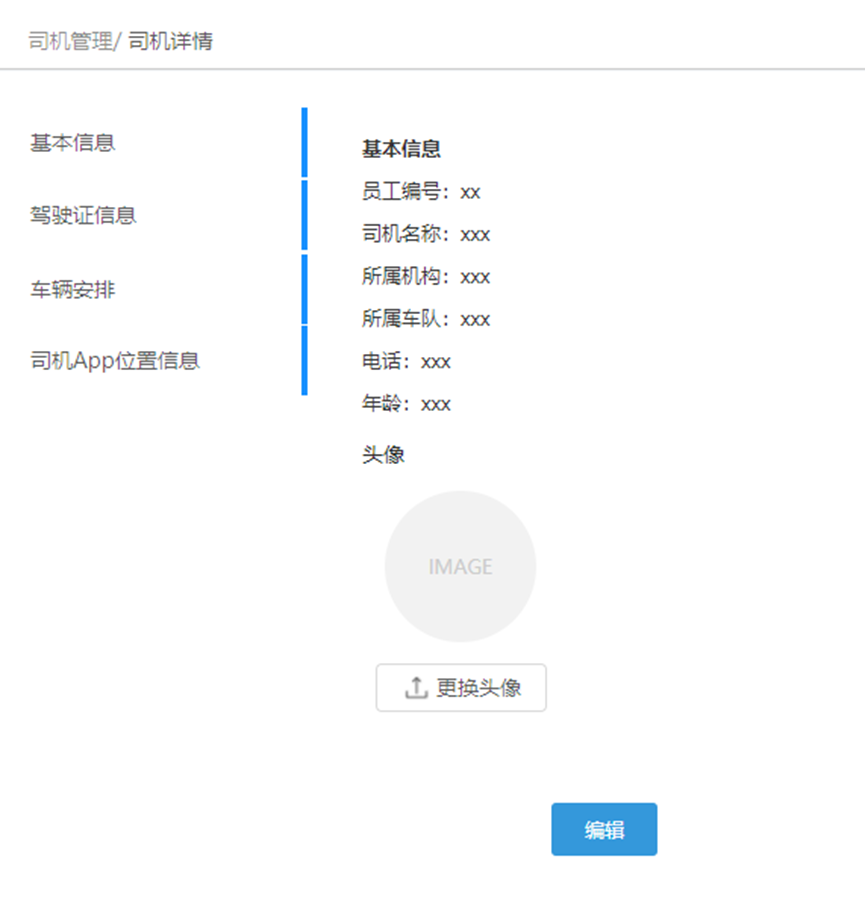 司机管理/ 司机详情
基本信息
驾驶证信息
车辆安排
司机App位置信息
基本信息
员工编号：xx
司机名称：xxx
所属机构：xxx
所属车队：xxx
电话：xxx
年龄：xxx
头像
IMAGE
更换头像
编辑